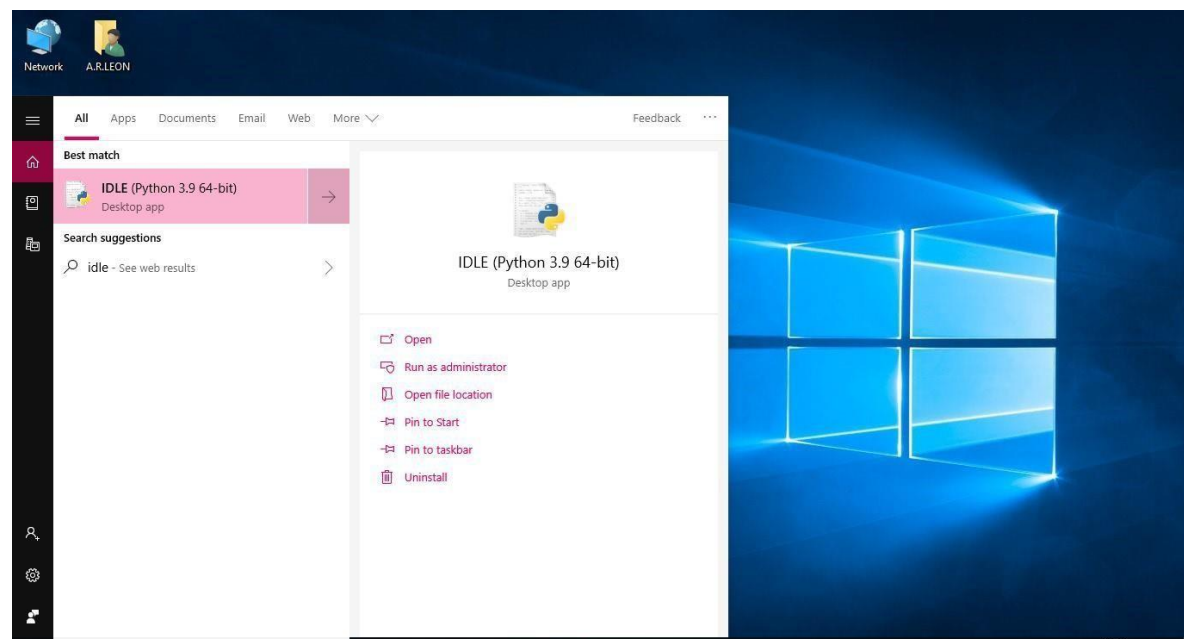 Network
A.R.LEON
All Apps Documents Email Web More Feedback ...
Best match
IDLE (Python 3.9 64-bit)
Desktop app
Search suggestions
idle - See web results
IDLE (Python 3.9 64-bit)
Desktop app
Open
Run as administrator
Open file location
Pin to Start
Pin to taskbar
Uninstall